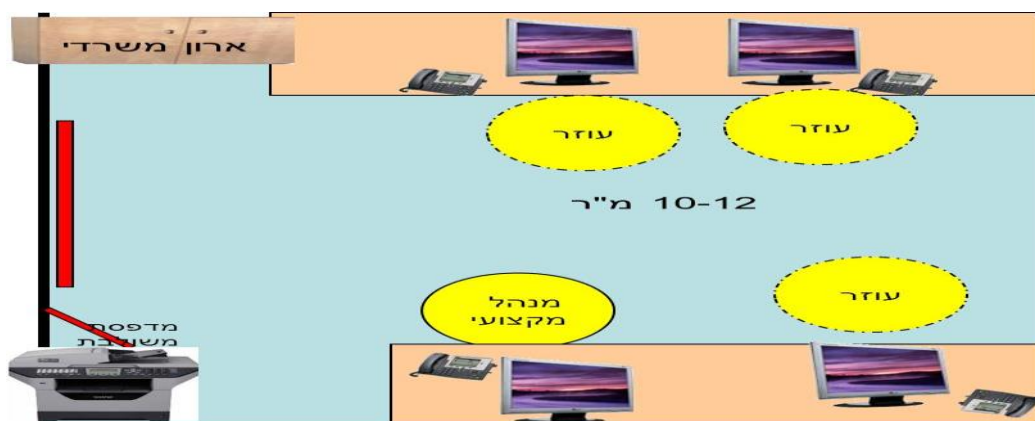 ארון משרדי
עוזר
עוזר
10-12 מ"ר
עוזר
מנהל
מקצועי
מדפסת
משולבת